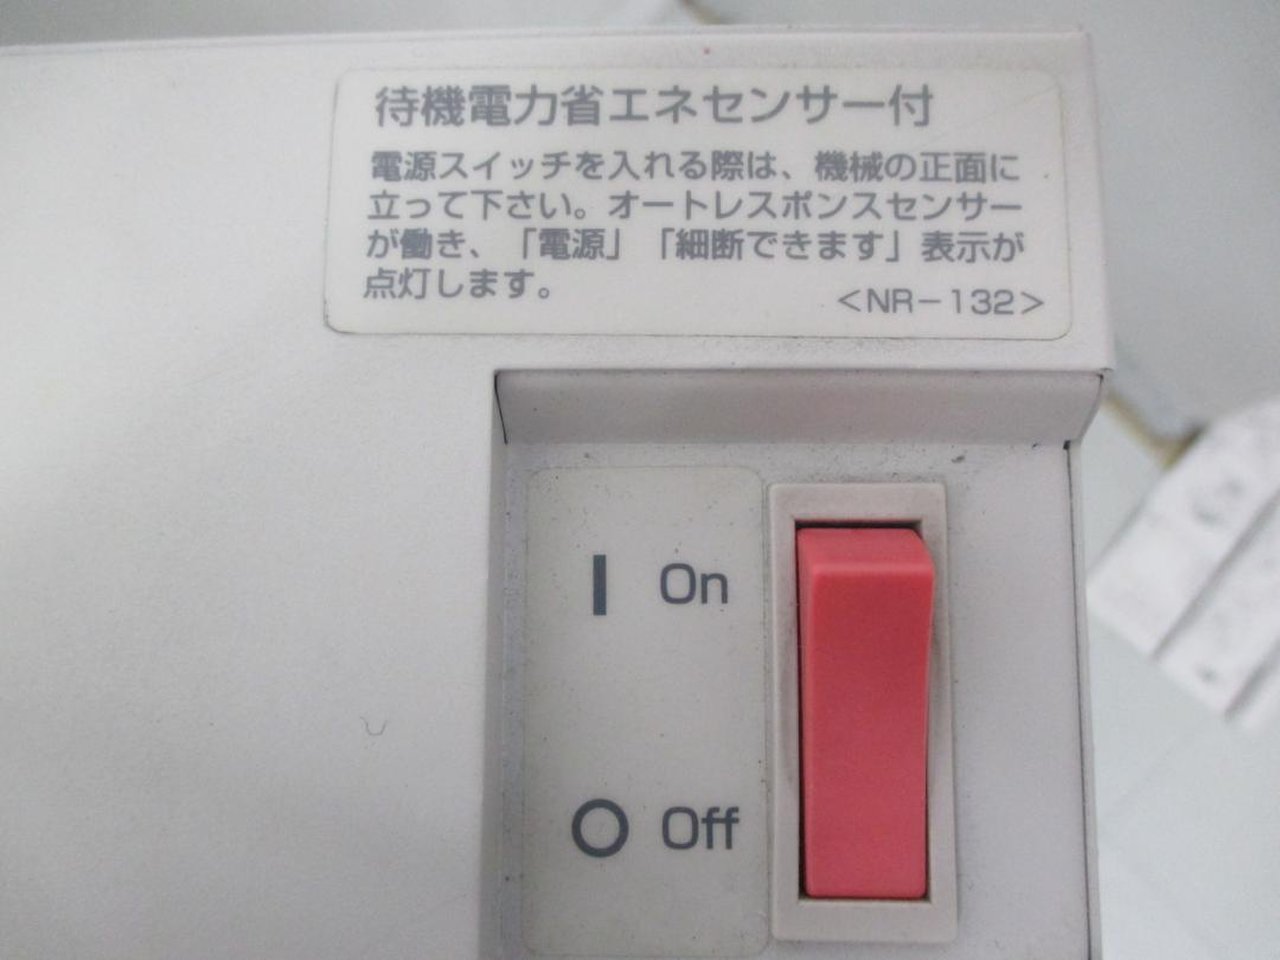 待機電力省エネセンサー付
電源スイッチを入れる際は、機械の正面に
立って下さい。オートレスポンスセンサー
が働き、「電源」「細断できます」表示が
点灯します。
＜NR－132＞
I On
O Off